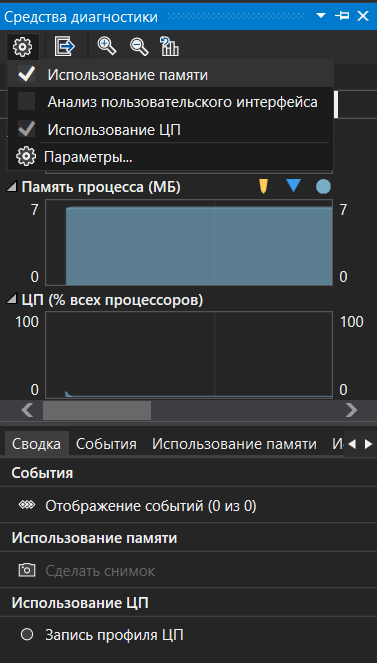 Средства диагностики
Использование памяти
Анализ пользовательского интерфейса
Использование ЦП
Параметры...
Память процесса (МБ)
7 7
0 0
ЦП (% всех процессоров)
100 100
0 0
Сводка События Использование памяти И
События
Отображение событий (0 из 0)
Использование памяти
Сделать снимок
Использование ЦП
Запись профиля ЦП